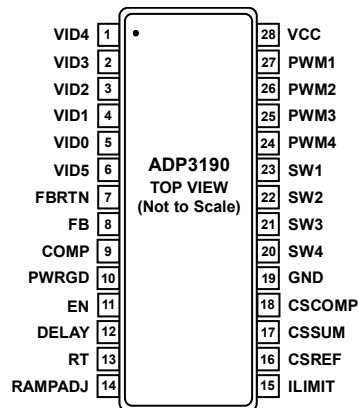 VID4 1 28 VCC
VID3 2 27 PWM1
VID2 3 26 PWM2
VID1 4 25 PWM3
VID0 5 24 PWM4
VID5 6 23 SW1
FBRTN 7 22 SW2
FB 8 21 SW3
COMP 9 20 SW4
PWRGD 10 19 GND
EN 11 18 CSCOMP
DELAY 12 17 CSSUM
RT 13 16 CSREF
RAMPADJ 14 15 ILIMIT
ADP3190
TOP VIEW
(Not to Scale)